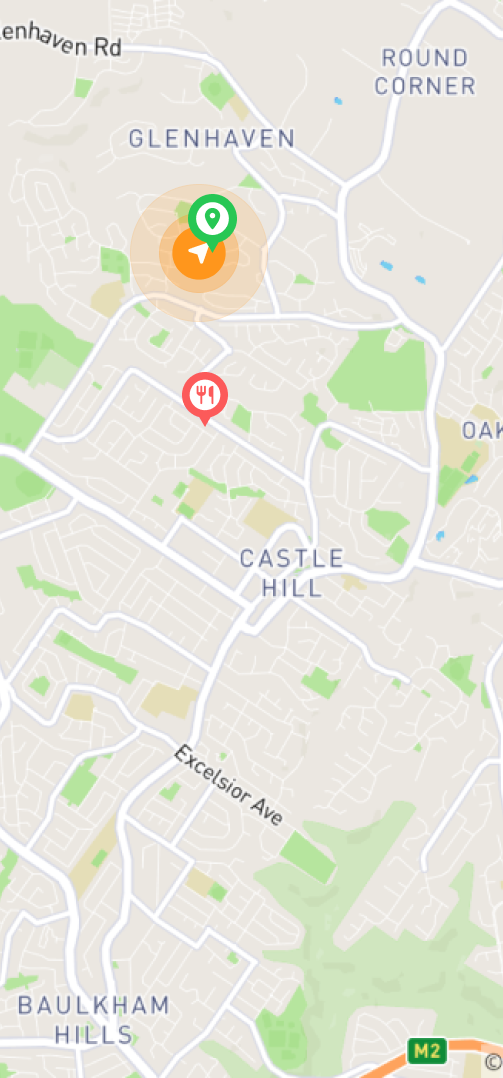 enhaven Rd
ROUND
CORNER
GLENHAVEN
OAK
CASTLE
HILL
Excelsior Ave
BAULKHAM
HILLS
M2
©